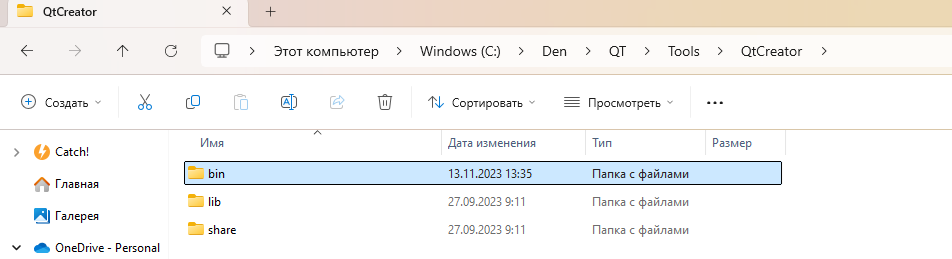 QtCreator
Этот компьютер > Windows (C:) > Den > QT > Tools > QtCreator >
Создать Сортировать Просмотреть
Имя Дата изменения Тип Размер
Catch!
Главная
Галерея
OneDrive - Personal
bin 13.11.2023 13:35 Папка с файлами
lib 27.09.2023 9:11 Папка с файлами
share 27.09.2023 9:11 Папка с файлами